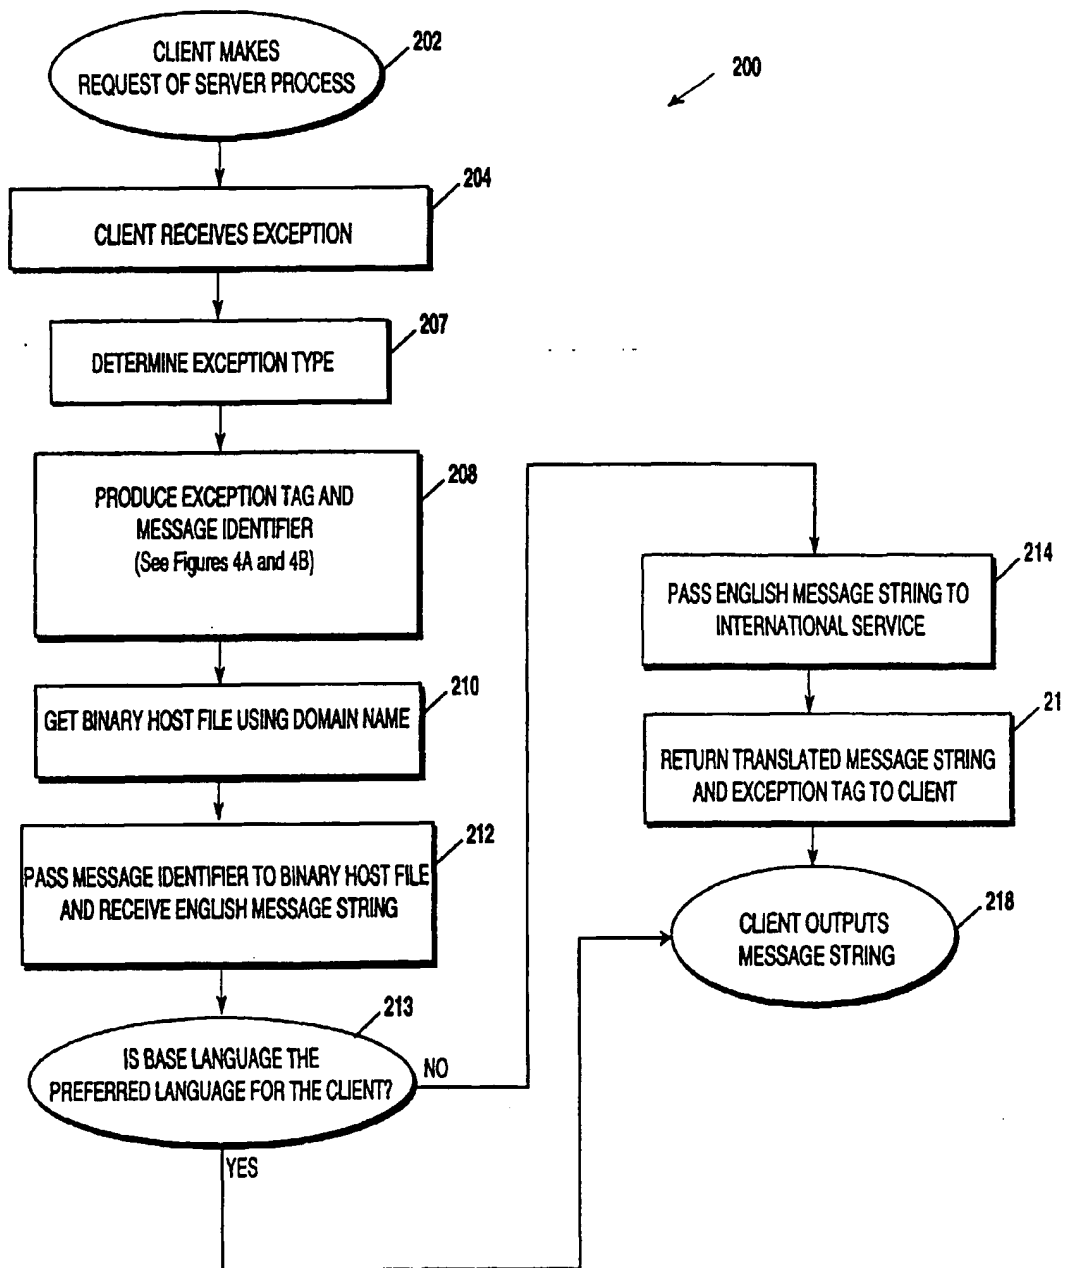 CLIENT MAKES
REQUEST OF SERVER PROCESS
202
200
204
CLIENT RECEIVES EXCEPTION
207
DETERMINE EXCEPTION TYPE
208
PRODUCE EXCEPTION TAG AND
MESSAGE IDENTIFIER
(See Figures 4A and 4B)
210
GET BINARY HOST FILE USING DOMAIN NAME
212
PASS MESSAGE IDENTIFIER TO BINARY HOST FILE
AND RECEIVE ENGLISH MESSAGE STRING
213
IS BASE LANGUAGE THE
PREFERRED LANGUAGE FOR THE CLIENT?
NO
YES
214
PASS ENGLISH MESSAGE STRING TO
INTERNATIONAL SERVICE
21
RETURN TRANSLATED MESSAGE STRING
AND EXCEPTION TAG TO CLIENT
218
CLIENT OUTPUTS
MESSAGE STRING